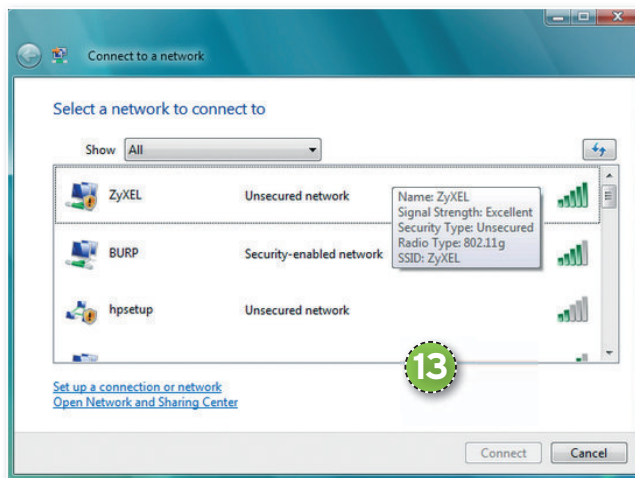 Connect to a network
Select a network to connect to
Show All
ZyXEL Unsecured network
Name: ZyXEL
Signal Strength: Excellent
Security Type: Unsecured
Radio Type: 802.11g
SSID: ZyXEL
BURP Security-enabled network
hpsetup Unsecured network
13
Set up a connection or network
Open Network and Sharing Center
Connect Cancel